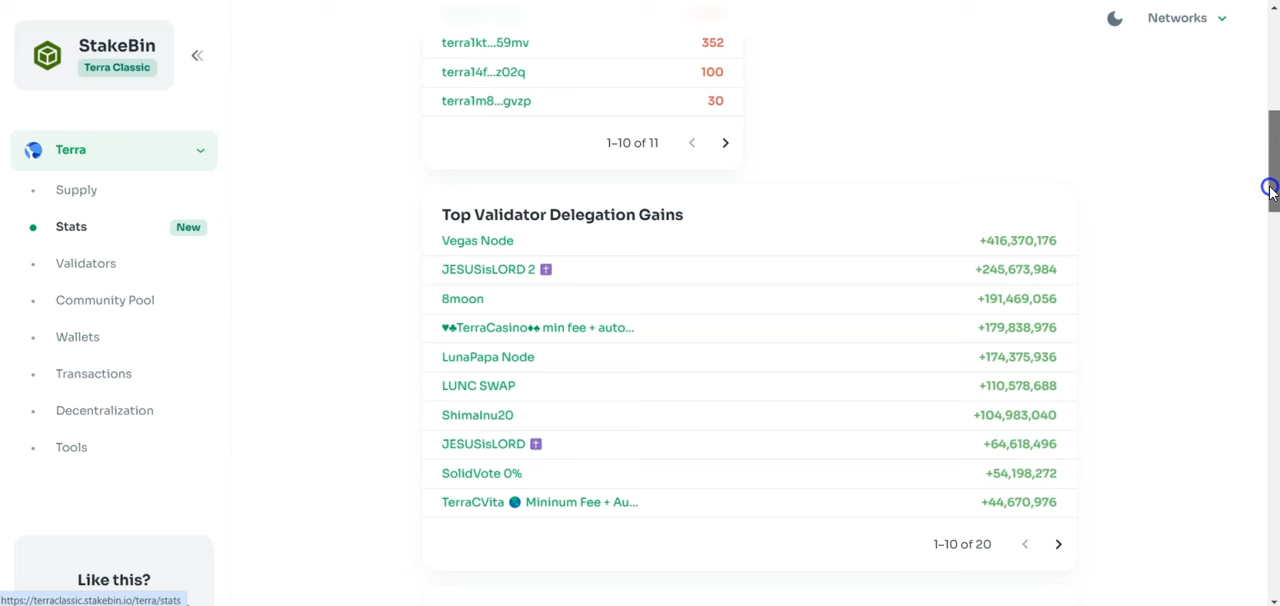 StakeBin
Terra Classic
Networks
Terra
Supply
Stats New
Validators
Community Pool
Wallets
Transactions
Decentralization
Tools
Like this?
https://terraclassic.stakebin.io/terra/stats
terra1kt...59mv 352
terra14f...z02q 100
terra1m8...gvzp 30
1–10 of 11
Top Validator Delegation Gains
Vegas Node +416,370,176
JESUSisLORD 2 ✝️ +245,673,984
8moon +191,469,056
♥♣TerraCasino♦♠ min fee + auto... +179,838,976
LunaPapa Node +174,375,936
LUNC SWAP +110,578,688
ShimaInu20 +104,983,040
JESUSisLORD ✝️ +64,618,496
SolidVote 0% +54,198,272
TerraCVita 🌎 Mininum Fee + Au... +44,670,976
1–10 of 20